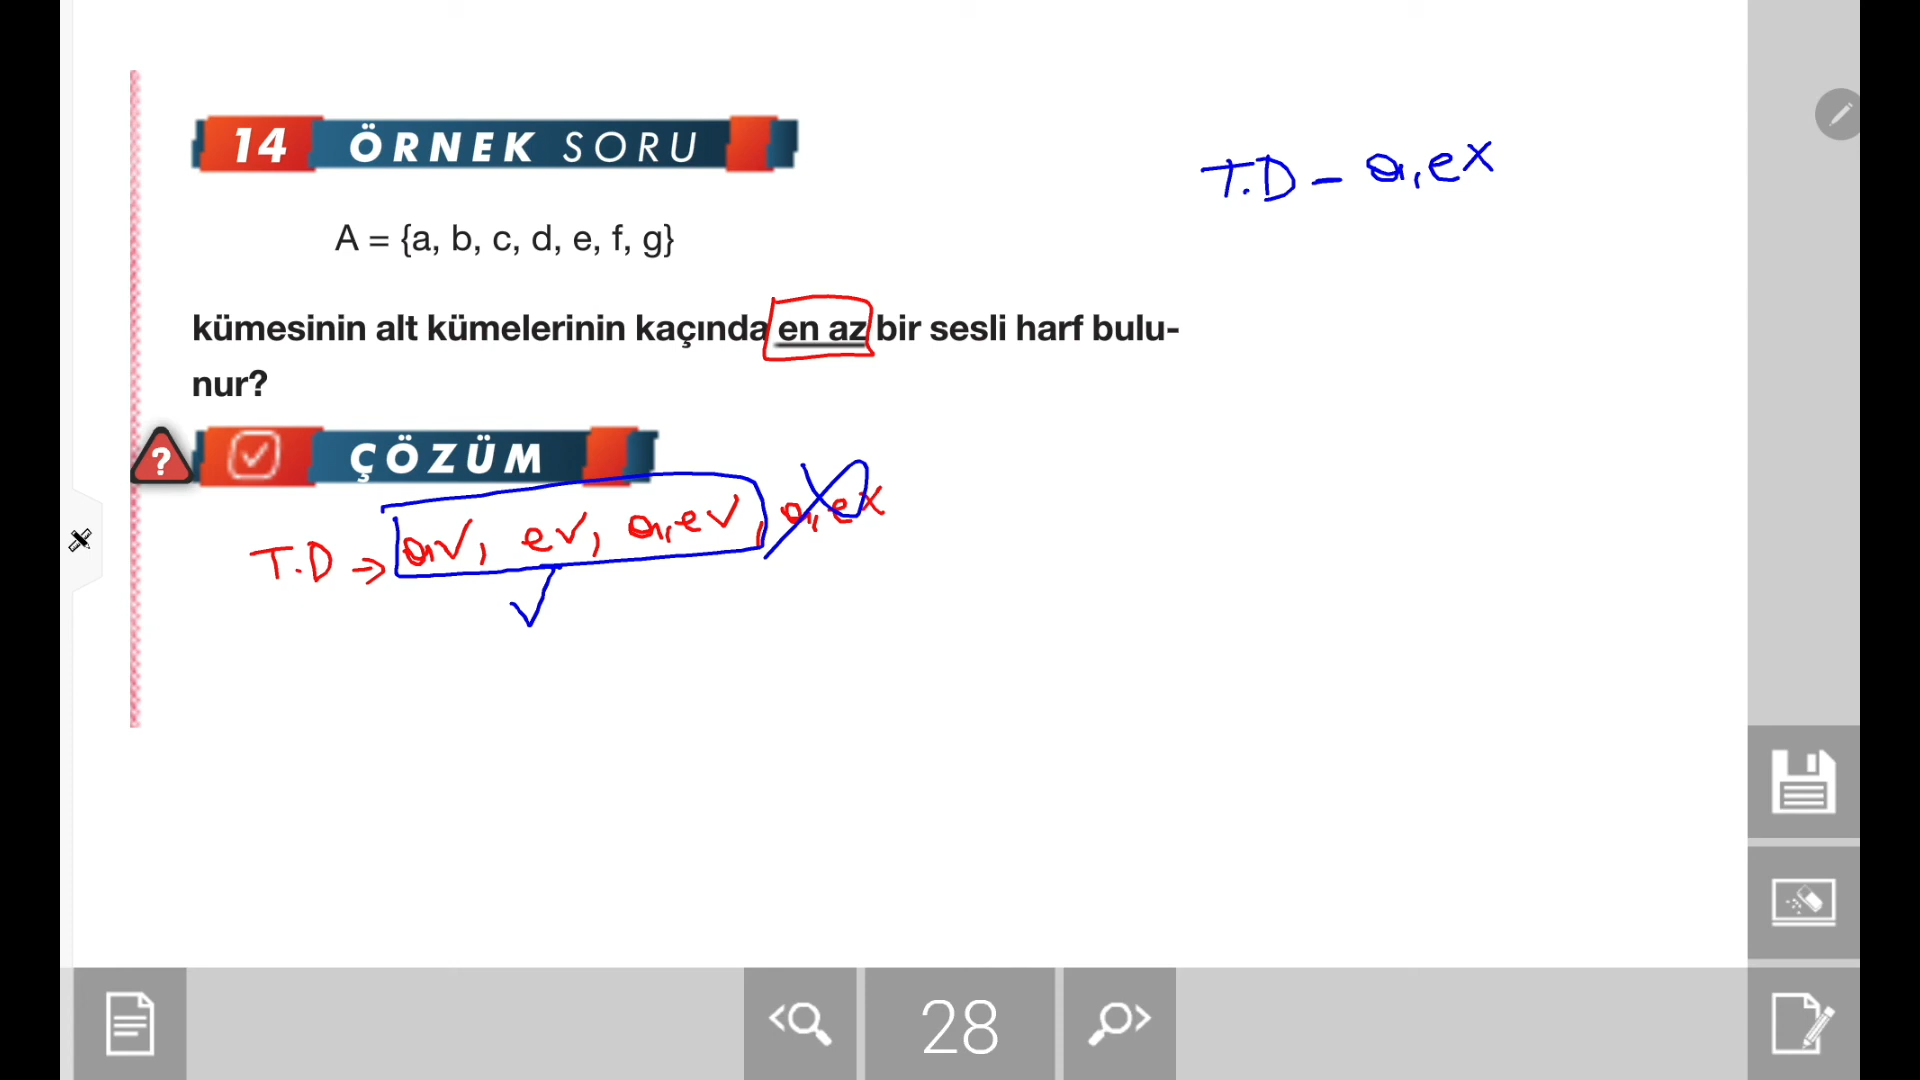 14 ÖRNEK SORU
T.D - a,e x
A = {a, b, c, d, e, f, g}
kümesinin alt kümelerinin kaçında en az bir sesli harf bulu-
nur?
? ÇÖZÜM
T.D → a✓, e✓, a,e✓, a,e x
✓
28